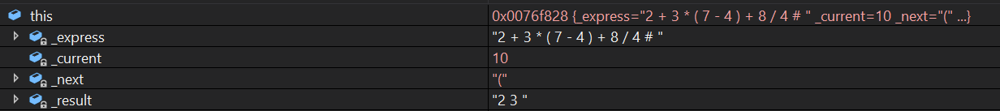 this 0x0076f828 {_express="2 + 3 * ( 7 - 4 ) + 8 / 4 # " _current=10 _next="(" ...}
_express "2 + 3 * ( 7 - 4 ) + 8 / 4 # "
_current 10
_next "("
_result "2 3 "